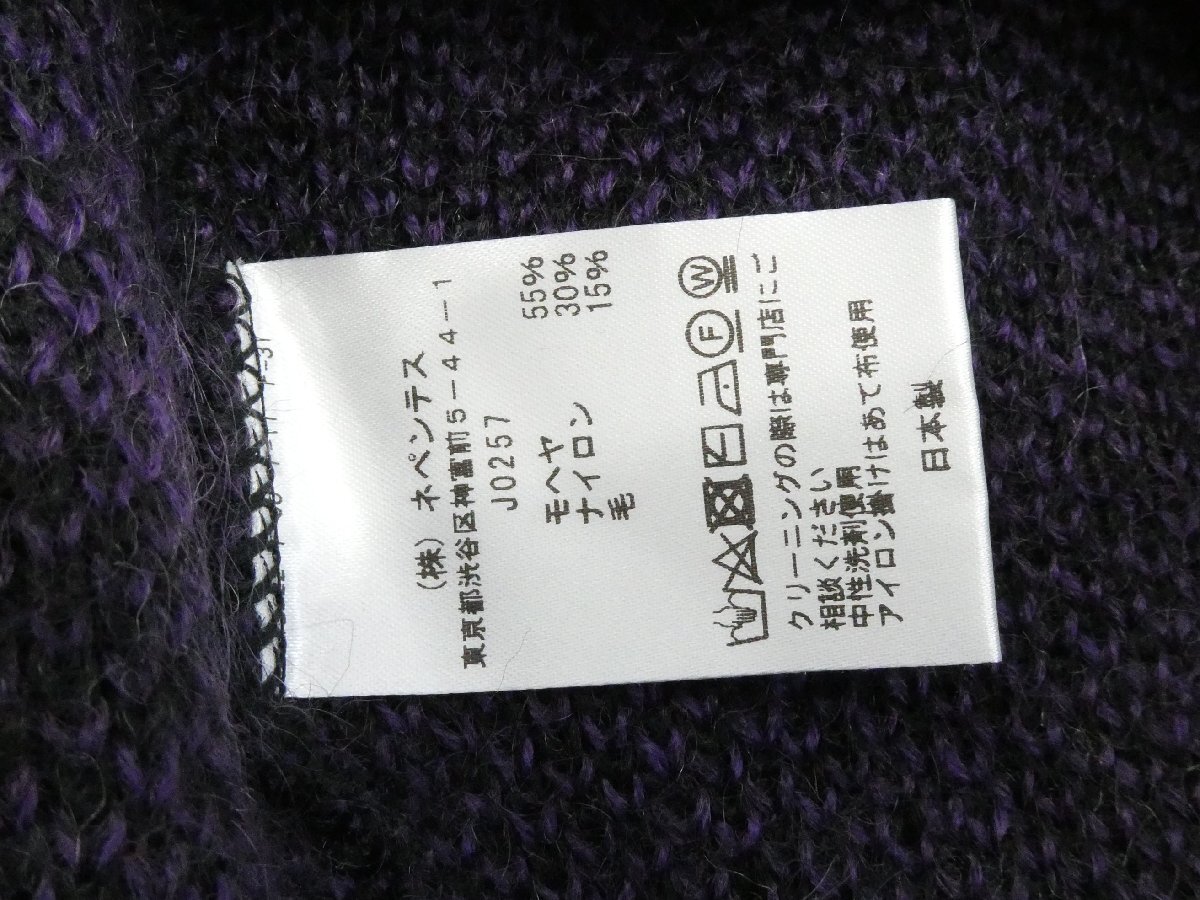 (株)ネペンテス
東京都渋谷区神宮前5-44-1
J0257
モヘヤ 55%
ナイロン 30%
毛 15%
F W
クリーニングの際は専門店にご
相談ください
中性洗剤使用
アイロン掛けはあて布使用
日本製